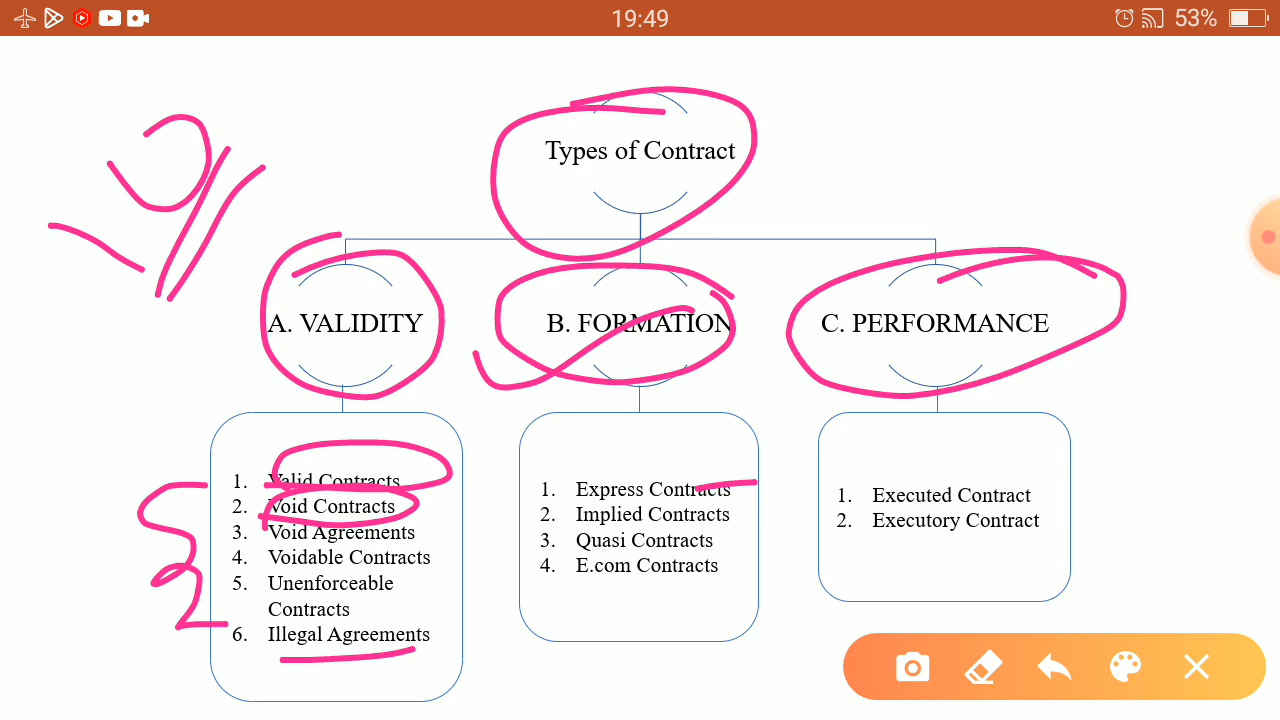 19:49
53%
Types of Contract
A. VALIDITY
B. FORMATION
C. PERFORMANCE
1. Valid Contracts
2. Void Contracts
3. Void Agreements
4. Voidable Contracts
5. Unenforceable
Contracts
6. Illegal Agreements
1. Express Contracts
2. Implied Contracts
3. Quasi Contracts
4. E.com Contracts
1. Executed Contract
2. Executory Contract